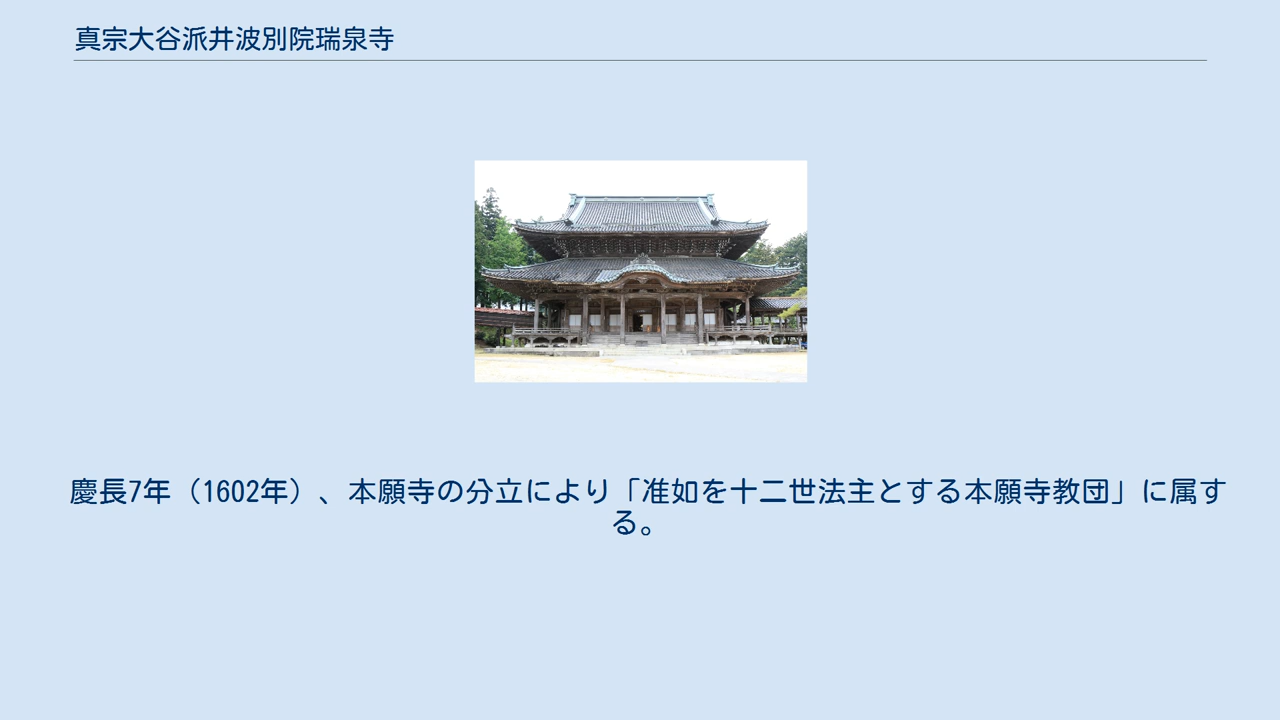 真宗大谷派井波別院瑞泉寺
慶長7年（1602年）、本願寺の分立により「准如を十二世法主とする本願寺教団」に属す
る。